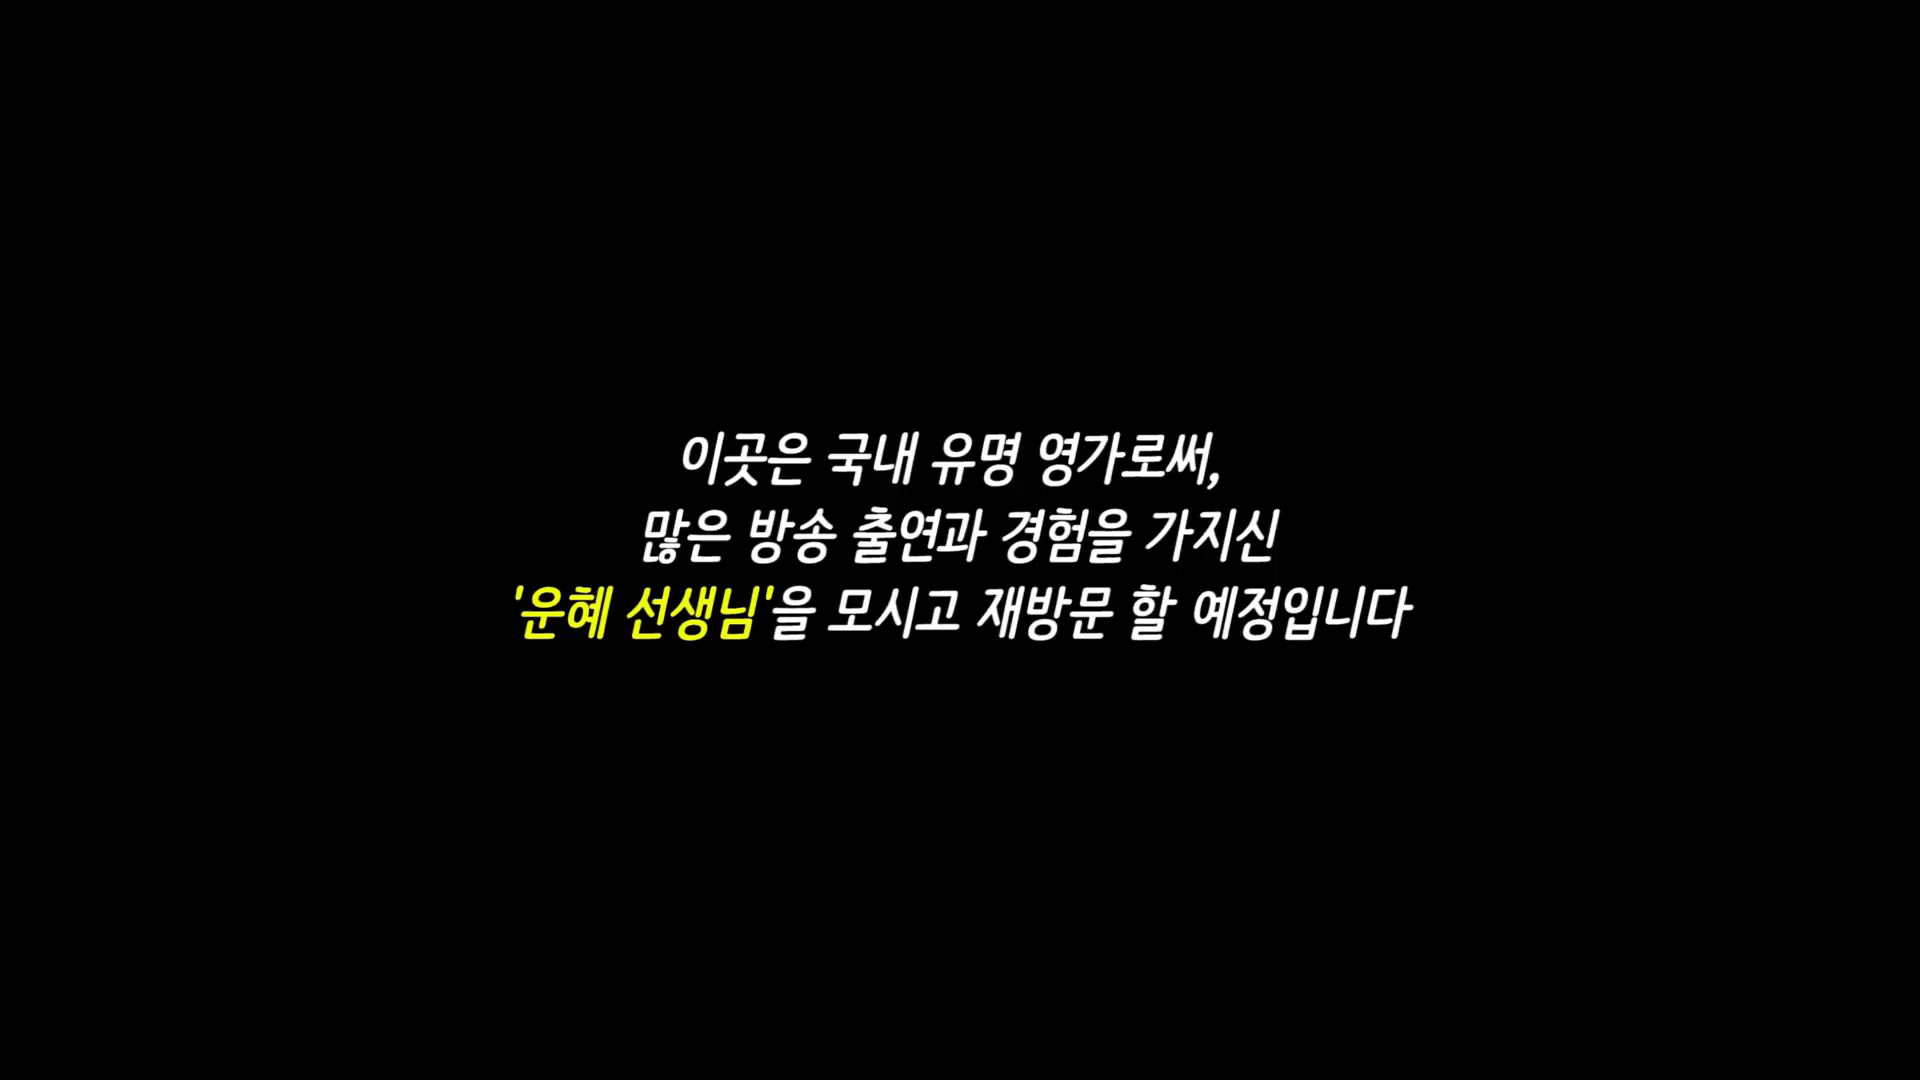 이곳은 국내 유명 영가로써,
많은 방송 출연과 경험을 가지신
'운혜 선생님'을 모시고 재방문 할 예정입니다